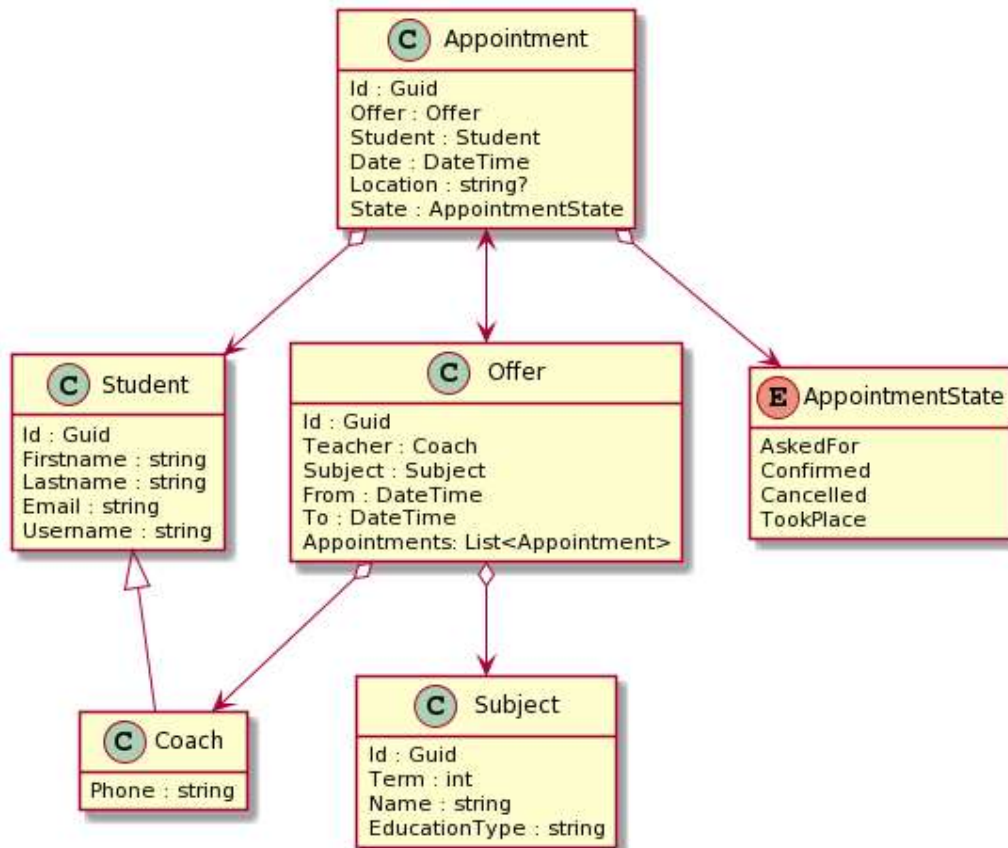 C Appointment
Id : Guid
Offer : Offer
Student : Student
Date : DateTime
Location : string?
State : AppointmentState
C Student
Id : Guid
Firstname : string
Lastname : string
Email : string
Username : string
C Offer
Id : Guid
Teacher : Coach
Subject : Subject
From : DateTime
To : DateTime
Appointments: List<Appointment>
E AppointmentState
AskedFor
Confirmed
Cancelled
TookPlace
C Coach
Phone : string
C Subject
Id : Guid
Term : int
Name : string
EducationType : string